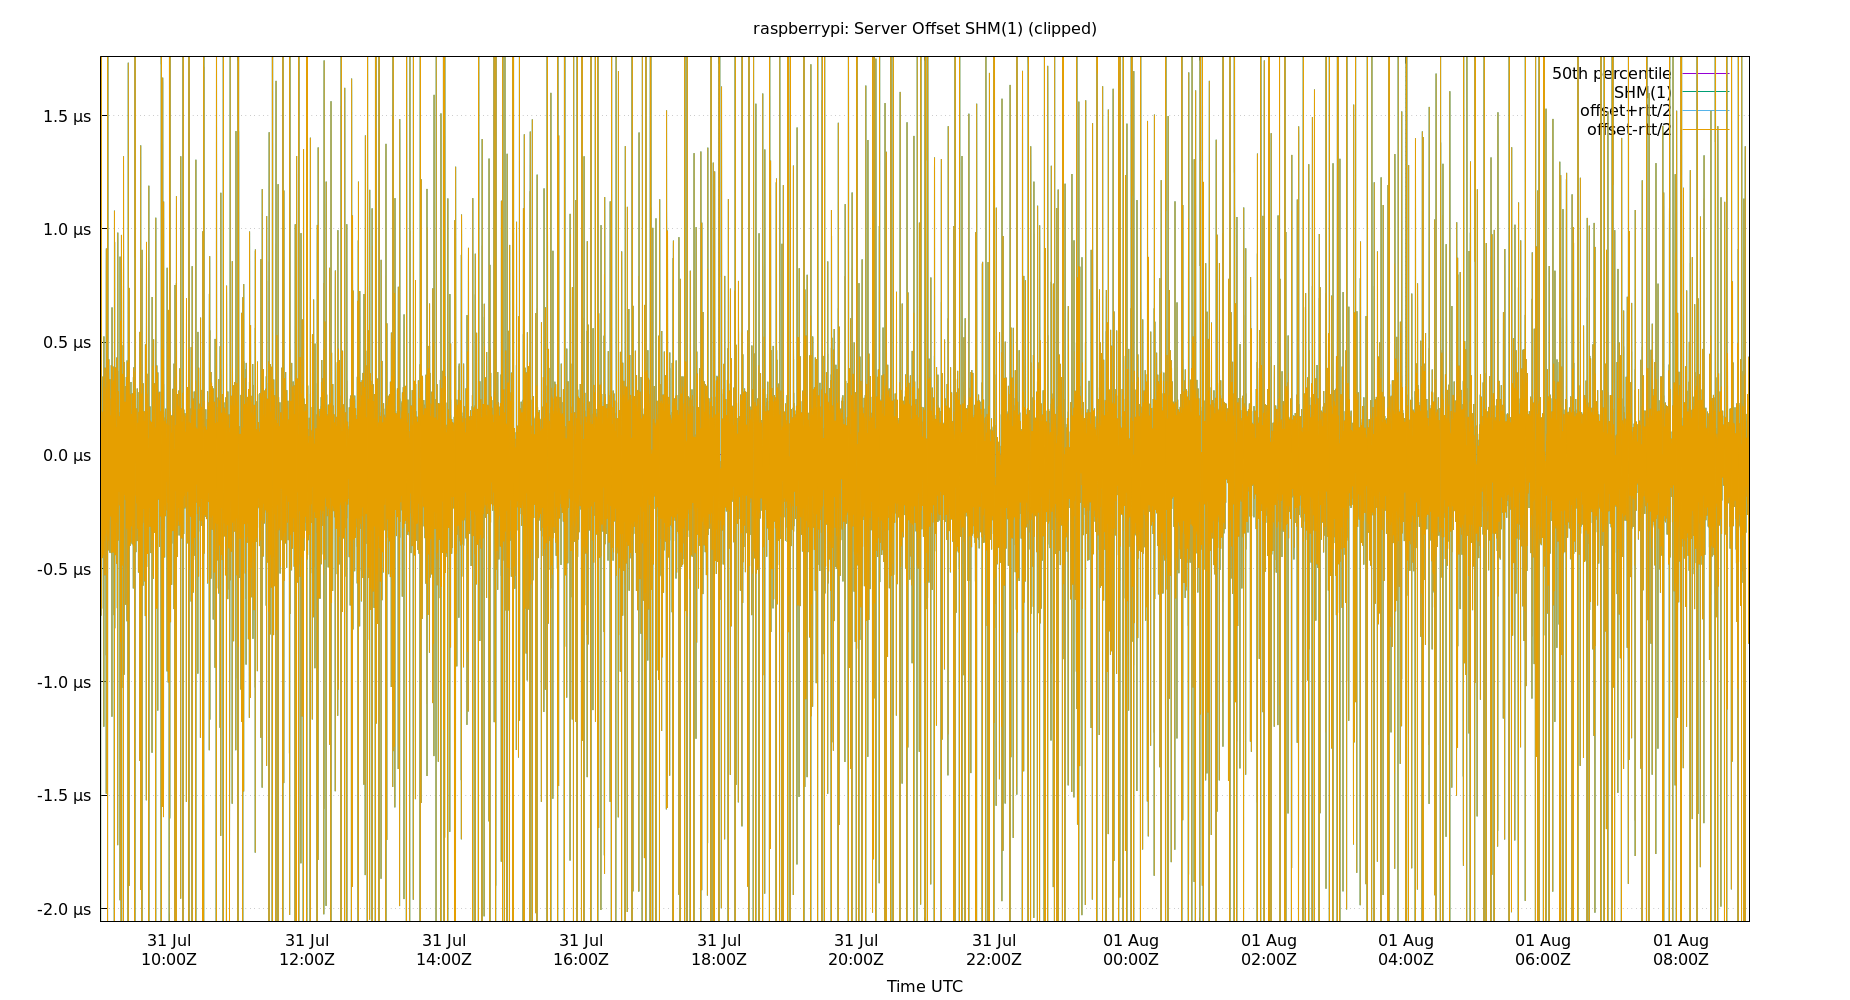 raspberrypi: Server Offset SHM(1) (clipped)
50th percentile
SHM(1)
offset+rtt/2
offset-rtt/2
1.5 µs
1.0 µs
0.5 µs
0.0 µs
-0.5 µs
-1.0 µs
-1.5 µs
-2.0 µs
31 Jul 31 Jul 31 Jul 31 Jul 31 Jul 31 Jul 31 Jul 01 Aug 01 Aug 01 Aug 01 Aug 01 Aug
10:00Z 12:00Z 14:00Z 16:00Z 18:00Z 20:00Z 22:00Z 00:00Z 02:00Z 04:00Z 06:00Z 08:00Z
Time UTC